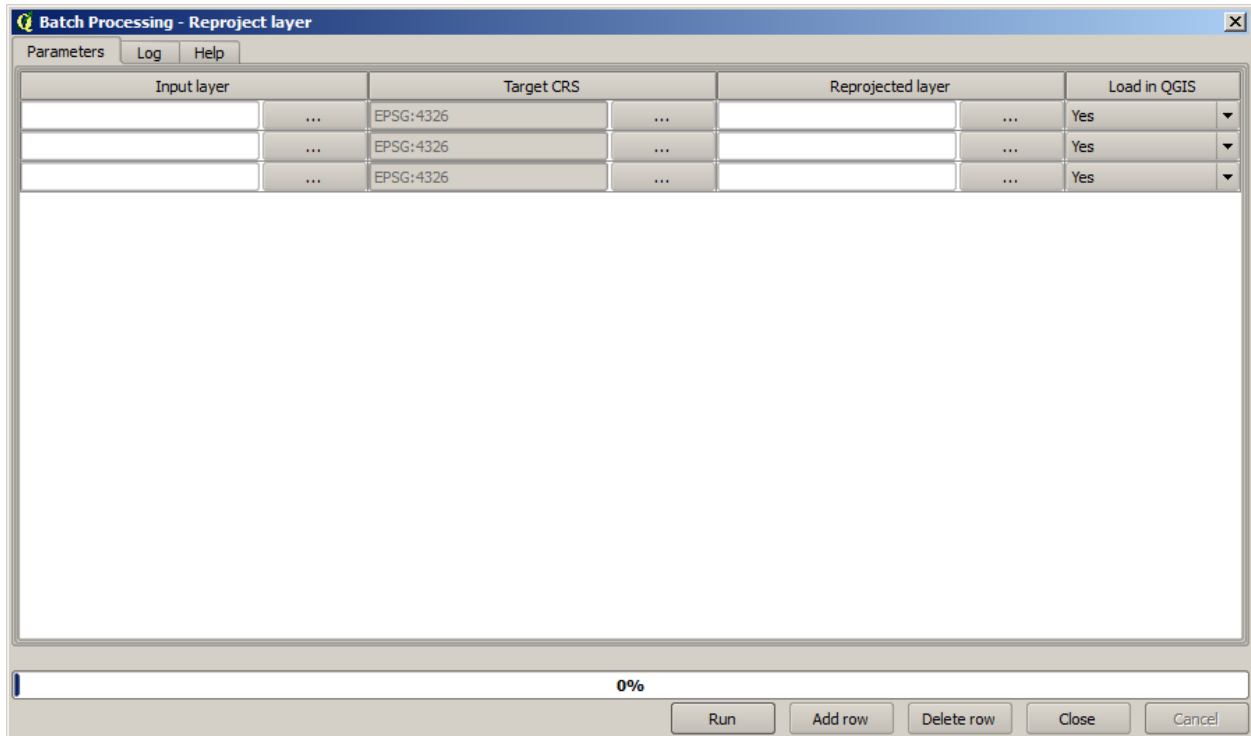 Batch Processing - Reproject layer
Parameters Log Help
Input layer Target CRS Reprojected layer Load in QGIS
... EPSG:4326 ... ... Yes
... EPSG:4326 ... ... Yes
... EPSG:4326 ... ... Yes
0%
Run Add row Delete row Close Cancel